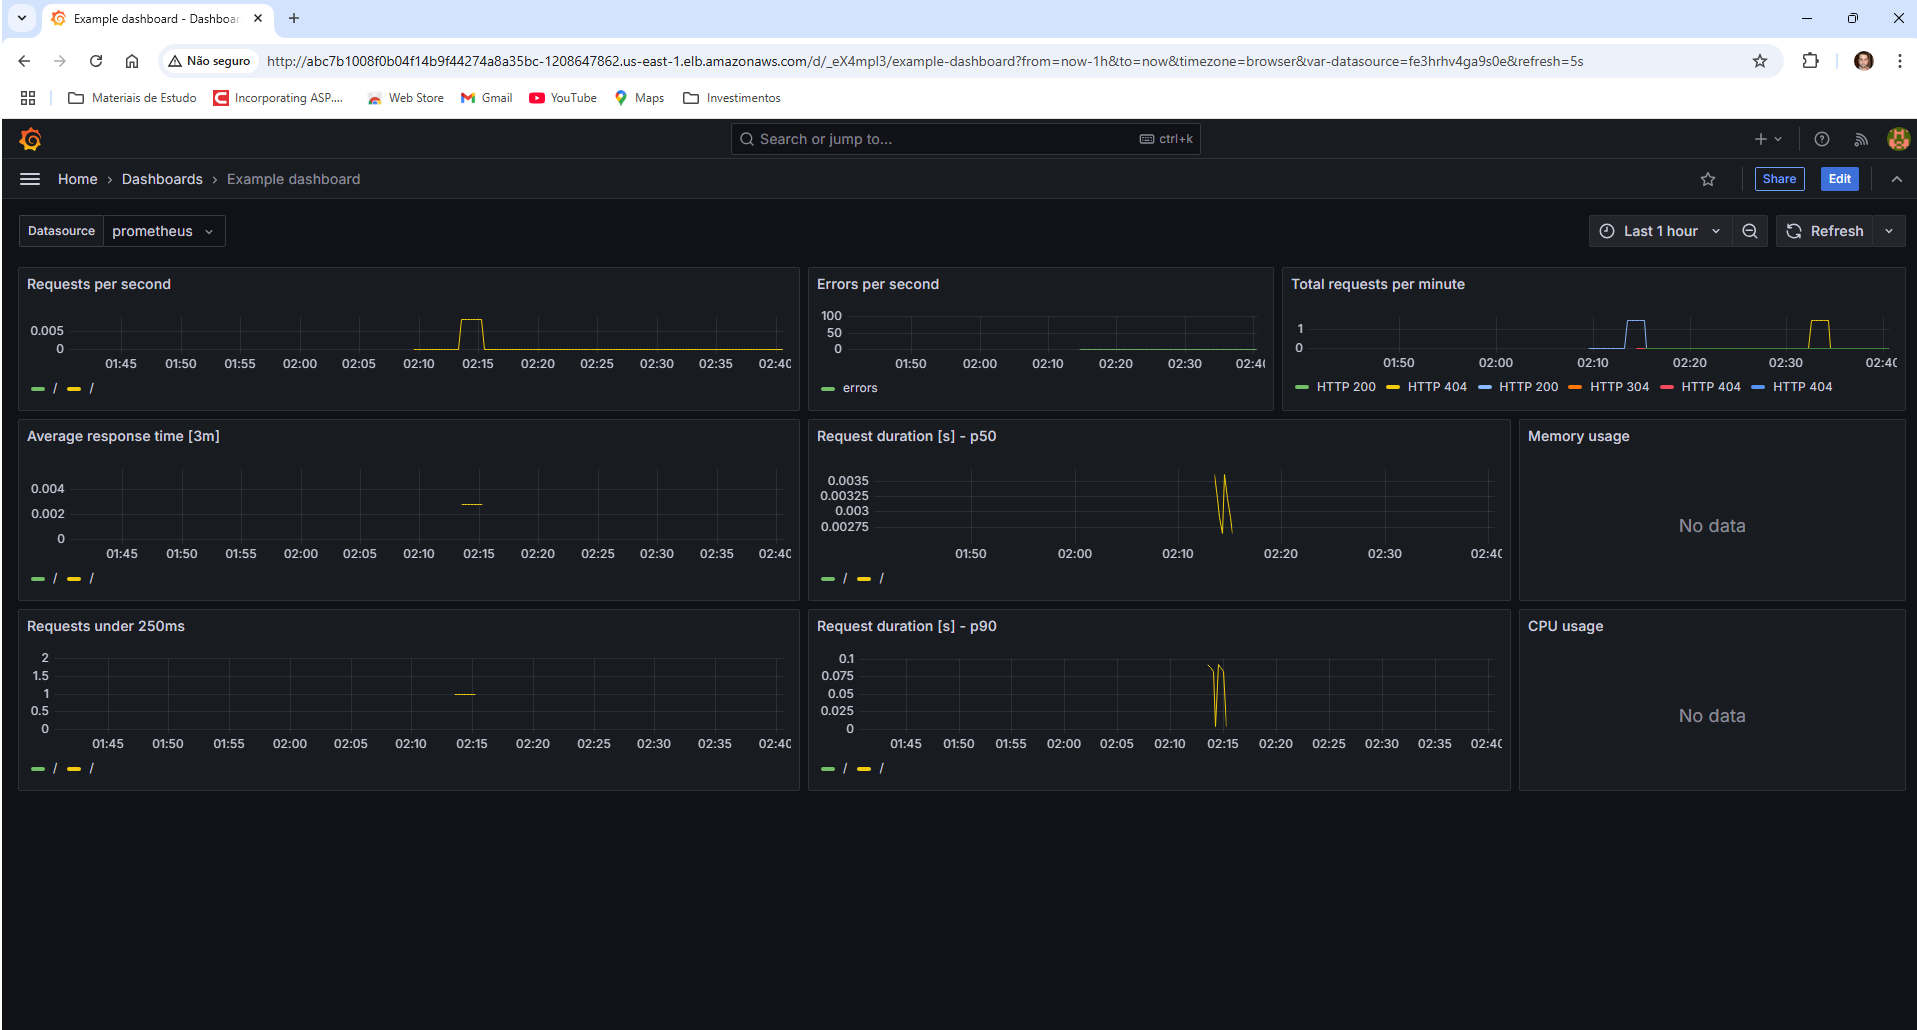 Example dashboard - Dashboar
Não seguro http://abc7b1008f0b04f14b9f44274a8a35bc-1208647862.us-east-1.elb.amazonaws.com/d/_eX4mpl3/example-dashboard?from=now-1h&to=now&timezone=browser&var-datasource=fe3hrhv4ga9s0e&refresh=5s
Materiais de Estudo Incorporating ASP.... Web Store Gmail YouTube Maps Investimentos
Search or jump to... ctrl+k
Home › Dashboards › Example dashboard Share Edit
Datasource prometheus Last 1 hour Refresh
Requests per second
0.005
0
01:45 01:50 01:55 02:00 02:05 02:10 02:15 02:20 02:25 02:30 02:35 02:40
/ /
Errors per second
100
50
0
01:50 02:00 02:10 02:20 02:30 02:40
errors
Total requests per minute
1
0
01:50 02:00 02:10 02:20 02:30 02:40
HTTP 200 HTTP 404 HTTP 200 HTTP 304 HTTP 404 HTTP 404
Average response time [3m]
0.004
0.002
0
01:45 01:50 01:55 02:00 02:05 02:10 02:15 02:20 02:25 02:30 02:35 02:40
/ /
Request duration [s] - p50
0.0035
0.00325
0.003
0.00275
01:50 02:00 02:10 02:20 02:30 02:40
/ /
Memory usage
No data
Requests under 250ms
2
1.5
1
0.5
0
01:45 01:50 01:55 02:00 02:05 02:10 02:15 02:20 02:25 02:30 02:35 02:40
/ /
Request duration [s] - p90
0.1
0.075
0.05
0.025
0
01:45 01:50 01:55 02:00 02:05 02:10 02:15 02:20 02:25 02:30 02:35 02:40
/ /
CPU usage
No data